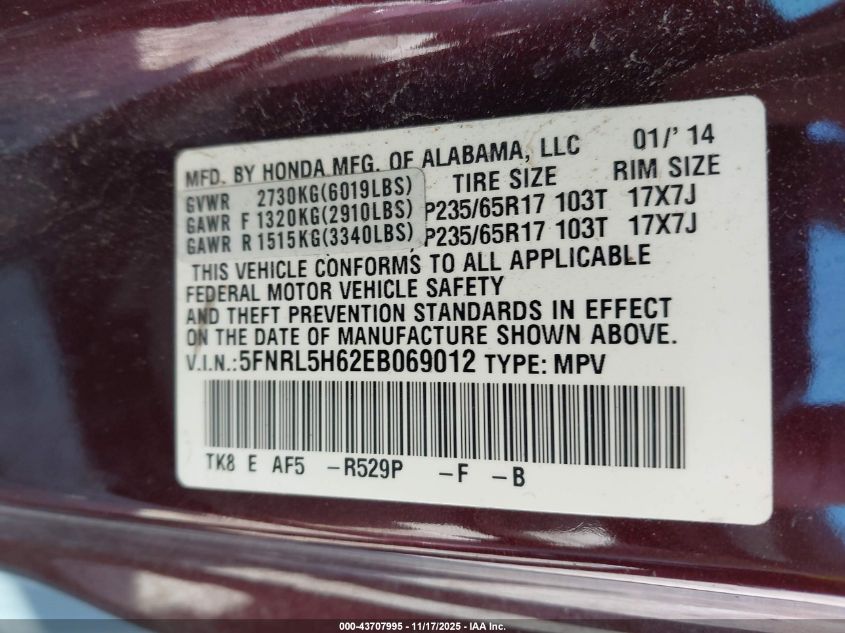 MFD. BY HONDA MFG. OF ALABAMA, LLC 01/'14
GVWR 2730KG(6019LBS) TIRE SIZE RIM SIZE
GAWR F 1320KG(2910LBS) P235/65R17 103T 17X7J
GAWR R 1515KG(3340LBS) P235/65R17 103T 17X7J
THIS VEHICLE CONFORMS TO ALL APPLICABLE
FEDERAL MOTOR VEHICLE SAFETY
AND THEFT PREVENTION STANDARDS IN EFFECT
ON THE DATE OF MANUFACTURE SHOWN ABOVE.
V.I.N.:5FNRL5H62EB069012 TYPE: MPV
TK8 E AF5 -R529P -F -B
000-43707995 - 11/17/2025 - IAA Inc.